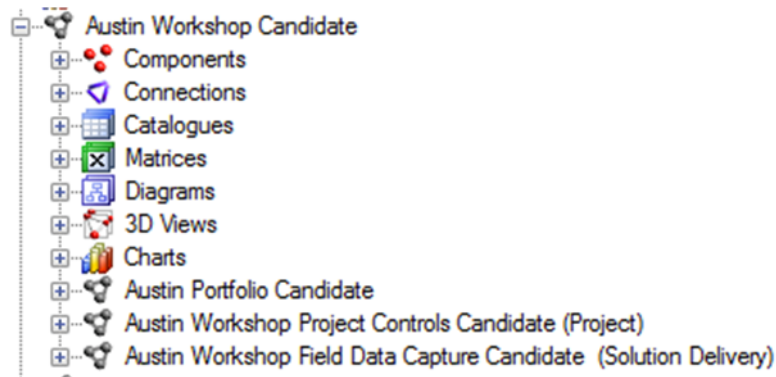 Austin Workshop Candidate
Components
Connections
Catalogues
Matrices
Diagrams
3D Views
Charts
Austin Portfolio Candidate
Austin Workshop Project Controls Candidate (Project)
Austin Workshop Field Data Capture Candidate  (Solution Delivery)